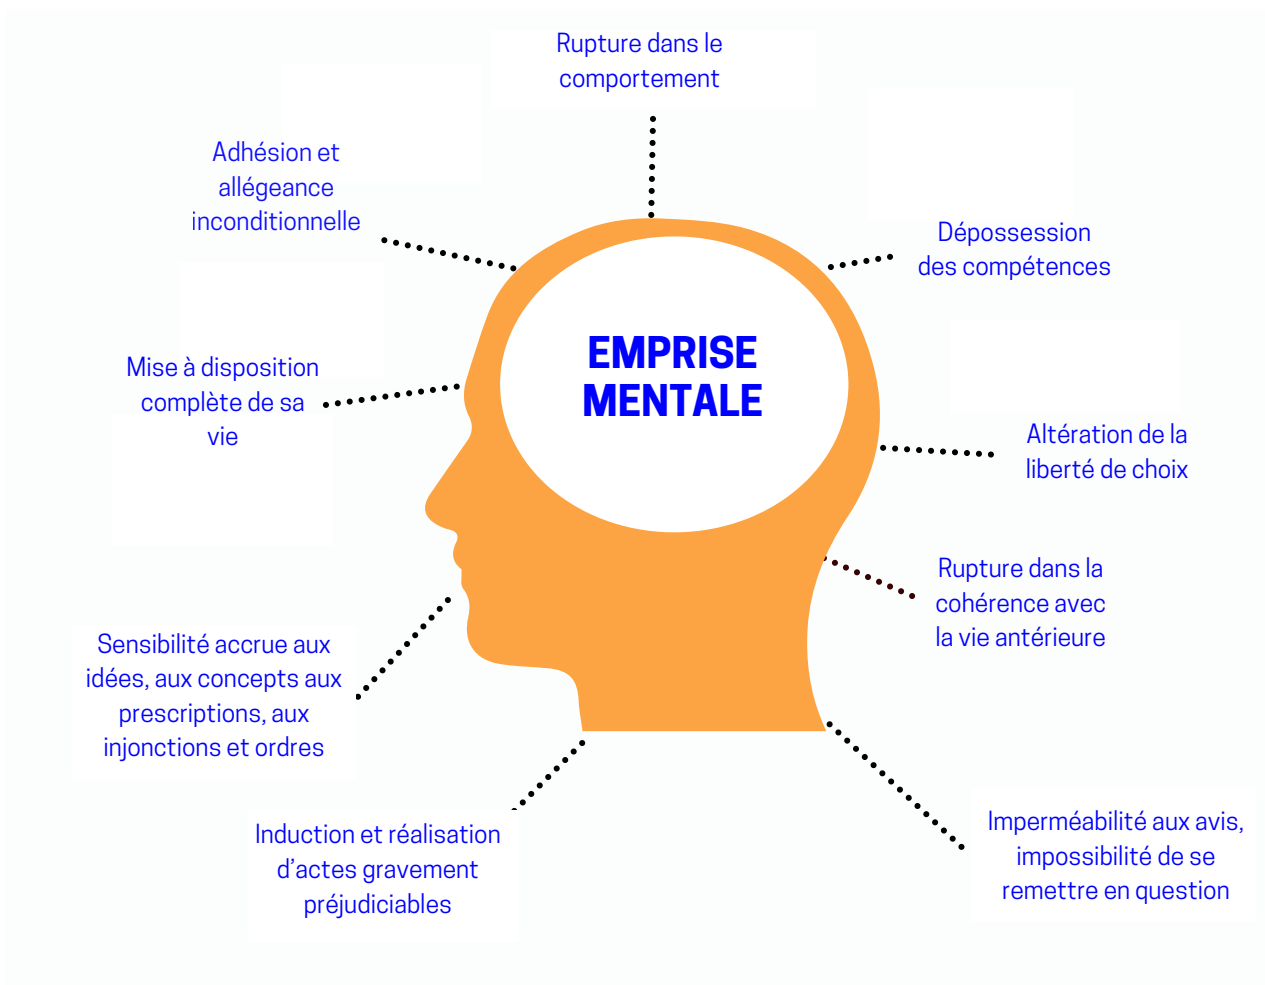 Rupture dans le
comportement
Adhésion et
allégeance
inconditionnelle
Dépossession
des compétences
EMPRISE
MENTALE
Mise à disposition
complète de sa
vie
Altération de la
liberté de choix
Rupture dans la
cohérence avec
la vie antérieure
Sensibilité accrue aux
idées, aux concepts aux
prescriptions, aux
injonctions et ordres
Induction et réalisation
d’actes gravement
préjudiciables
Imperméabilité aux avis,
impossibilité de se
remettre en question